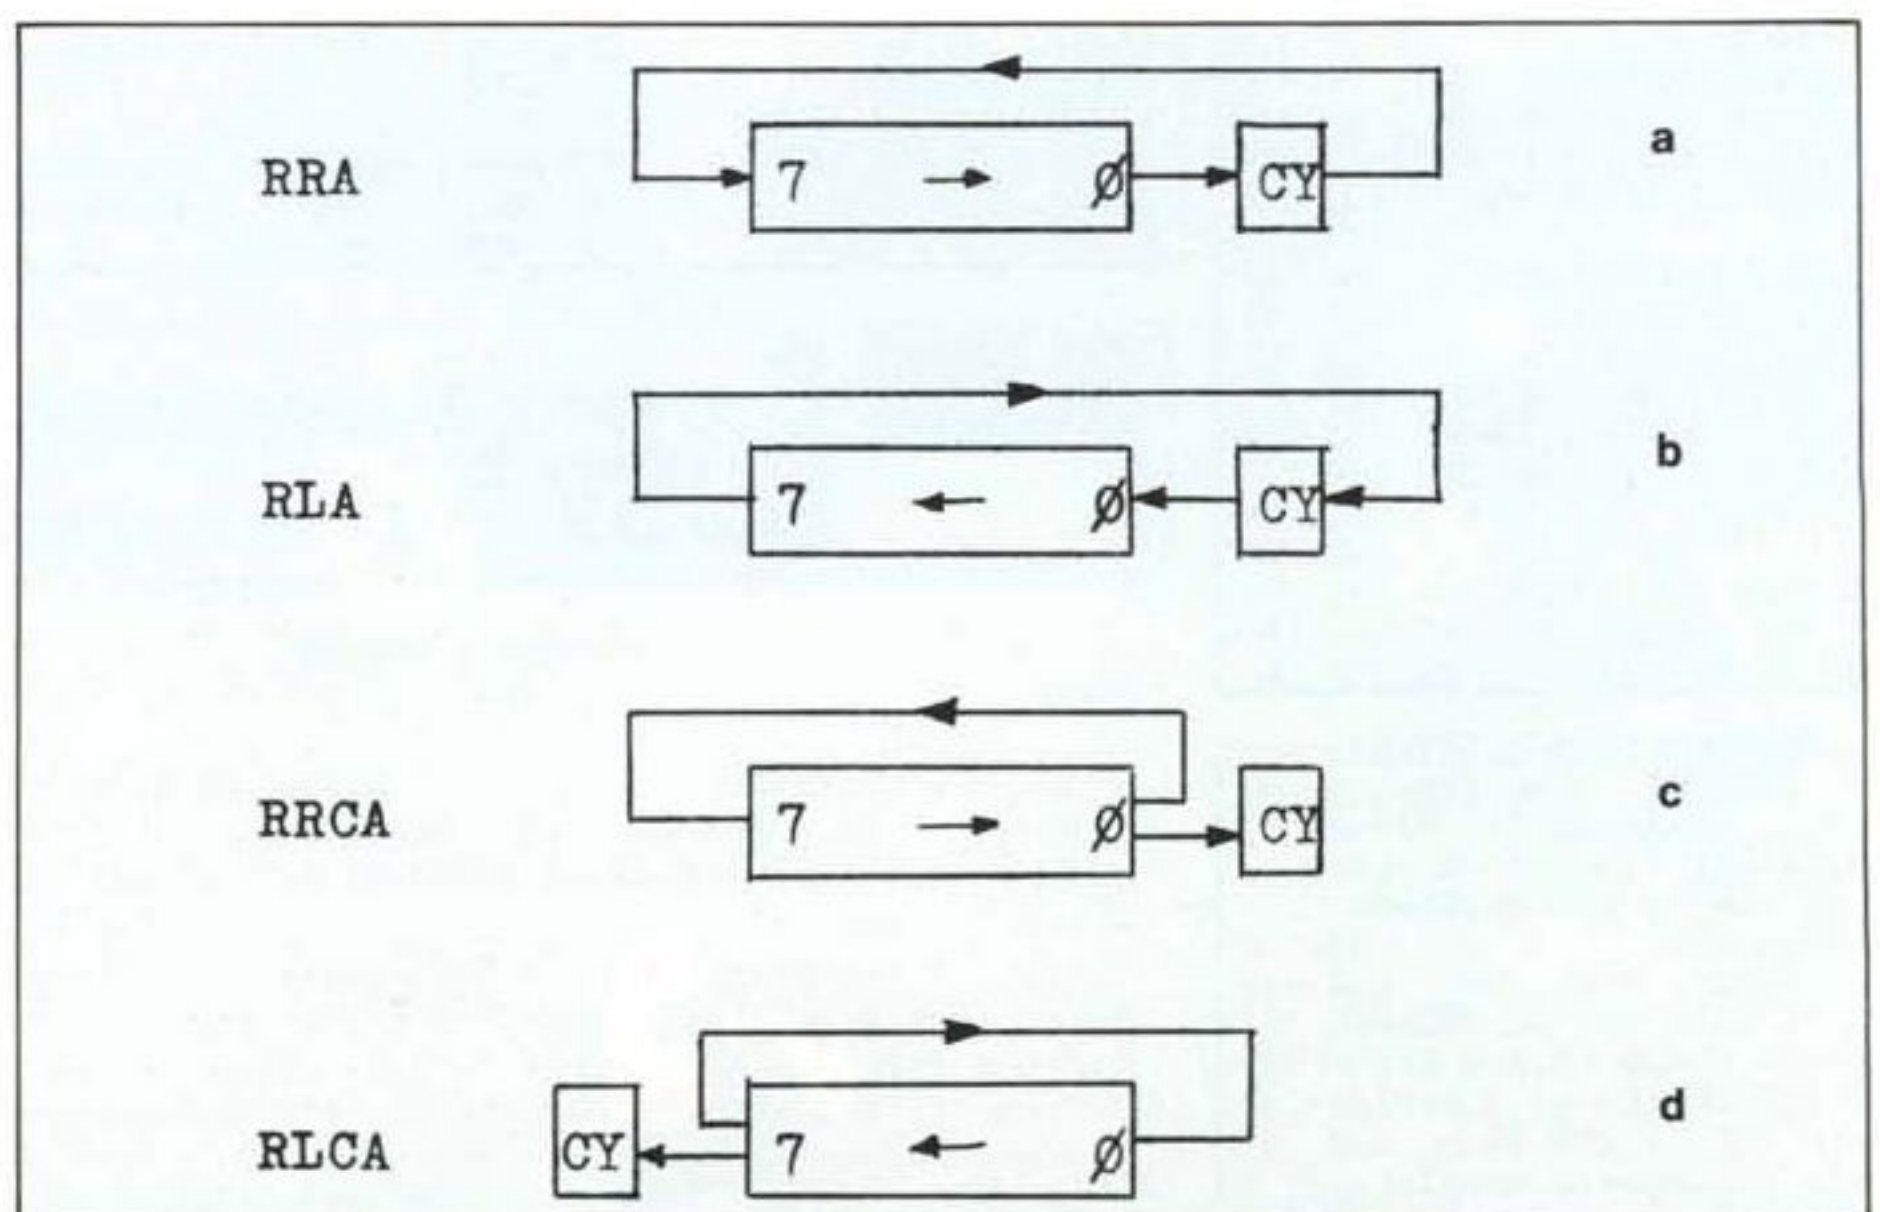 a
RRA 7 Ø CY
b
RLA 7 Ø CY
c
RRCA 7 Ø CY
d
RLCA CY 7 Ø